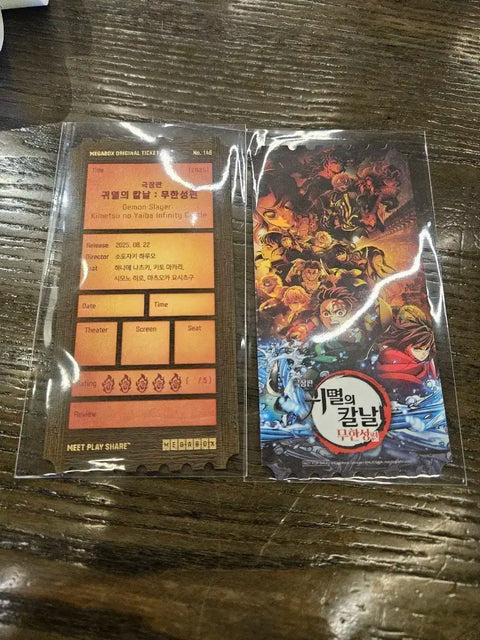 MEGABOX ORIGINAL TICKET No. 146
Title (2025)
극장판
귀멸의 칼날 : 무한성편
Demon Slayer
Kimetsu no Yaiba Infinity Castle
Release 2025. 08. 22
Director 소토자키 하루오
Cast 하나에 나츠키, 키토 아카리,
시모노 히로, 마츠오카 요시츠구
Date Time
Theater Screen Seat
Rating ( /5)
Review
MEET PLAY SHARE™ MEGABOX
극장판
귀멸의
칼날
무한성편